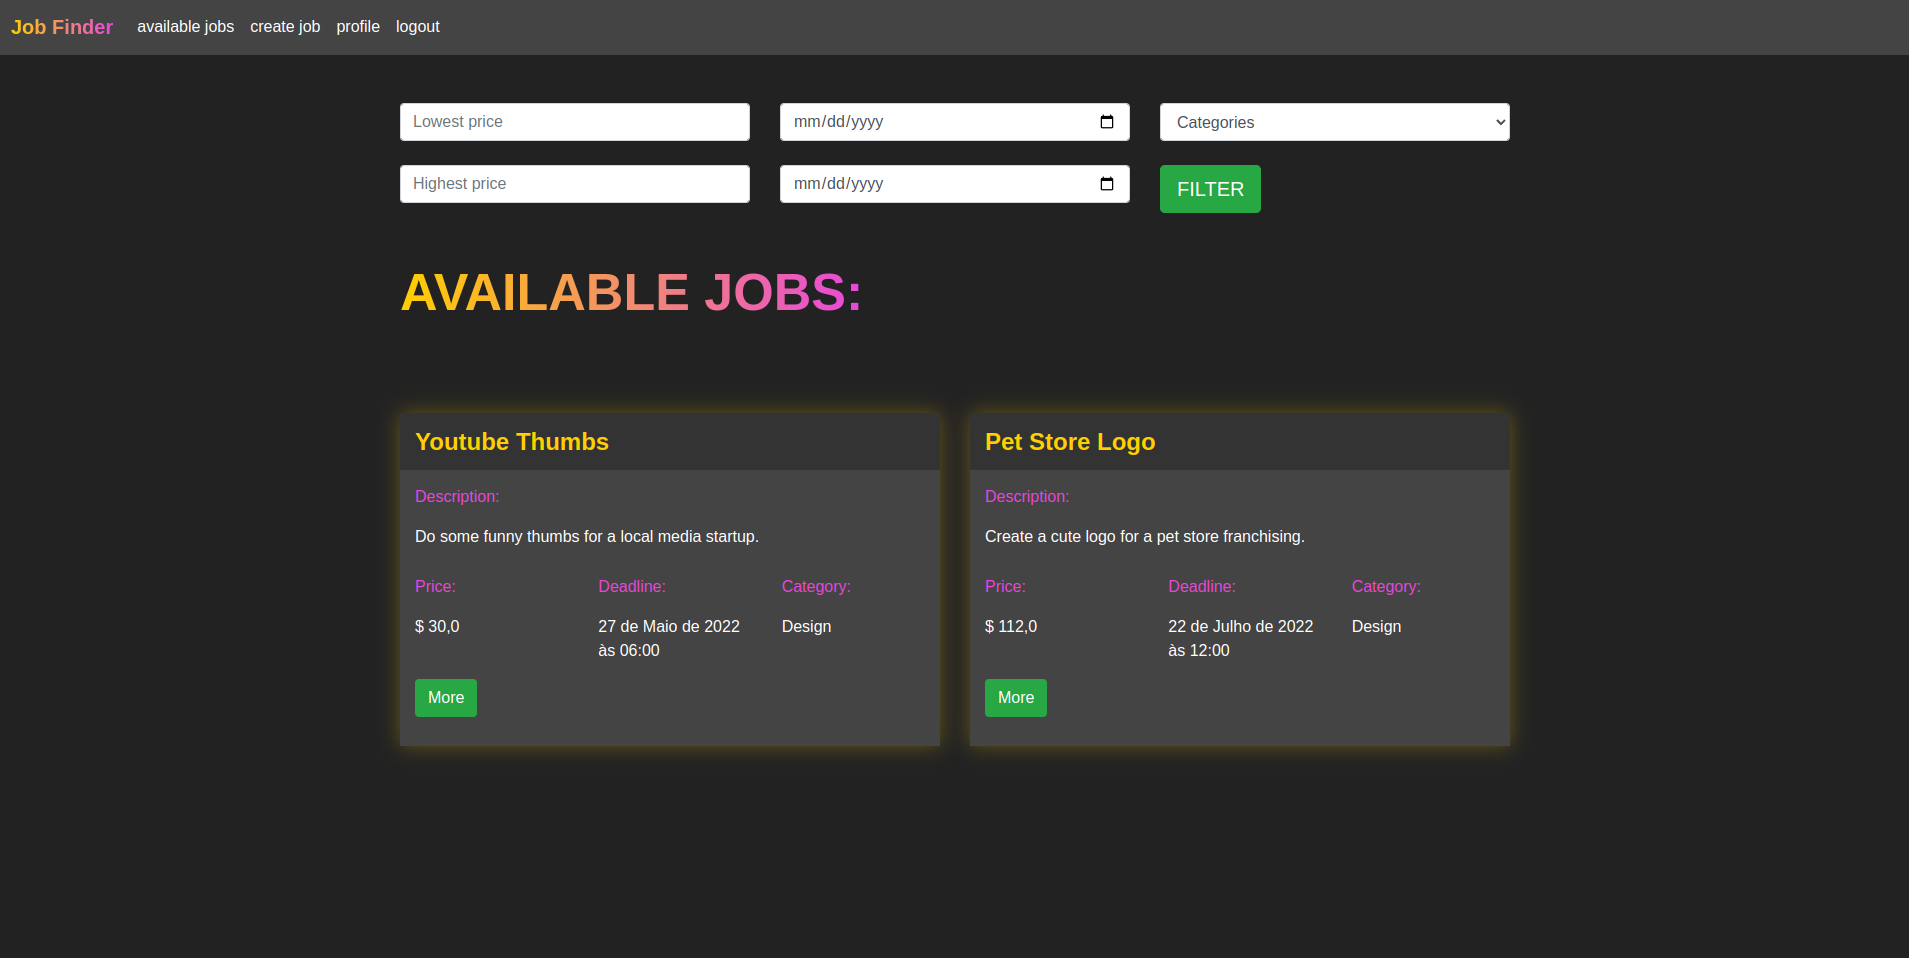 Job Finder available jobs create job profile logout
Lowest price mm/dd/yyyy Categories
Highest price mm/dd/yyyy FILTER
AVAILABLE JOBS:
Youtube Thumbs
Description:
Do some funny thumbs for a local media startup.
Price: Deadline: Category:
$ 30,0 27 de Maio de 2022 Design
às 06:00
More
Pet Store Logo
Description:
Create a cute logo for a pet store franchising.
Price: Deadline: Category:
$ 112,0 22 de Julho de 2022 Design
às 12:00
More